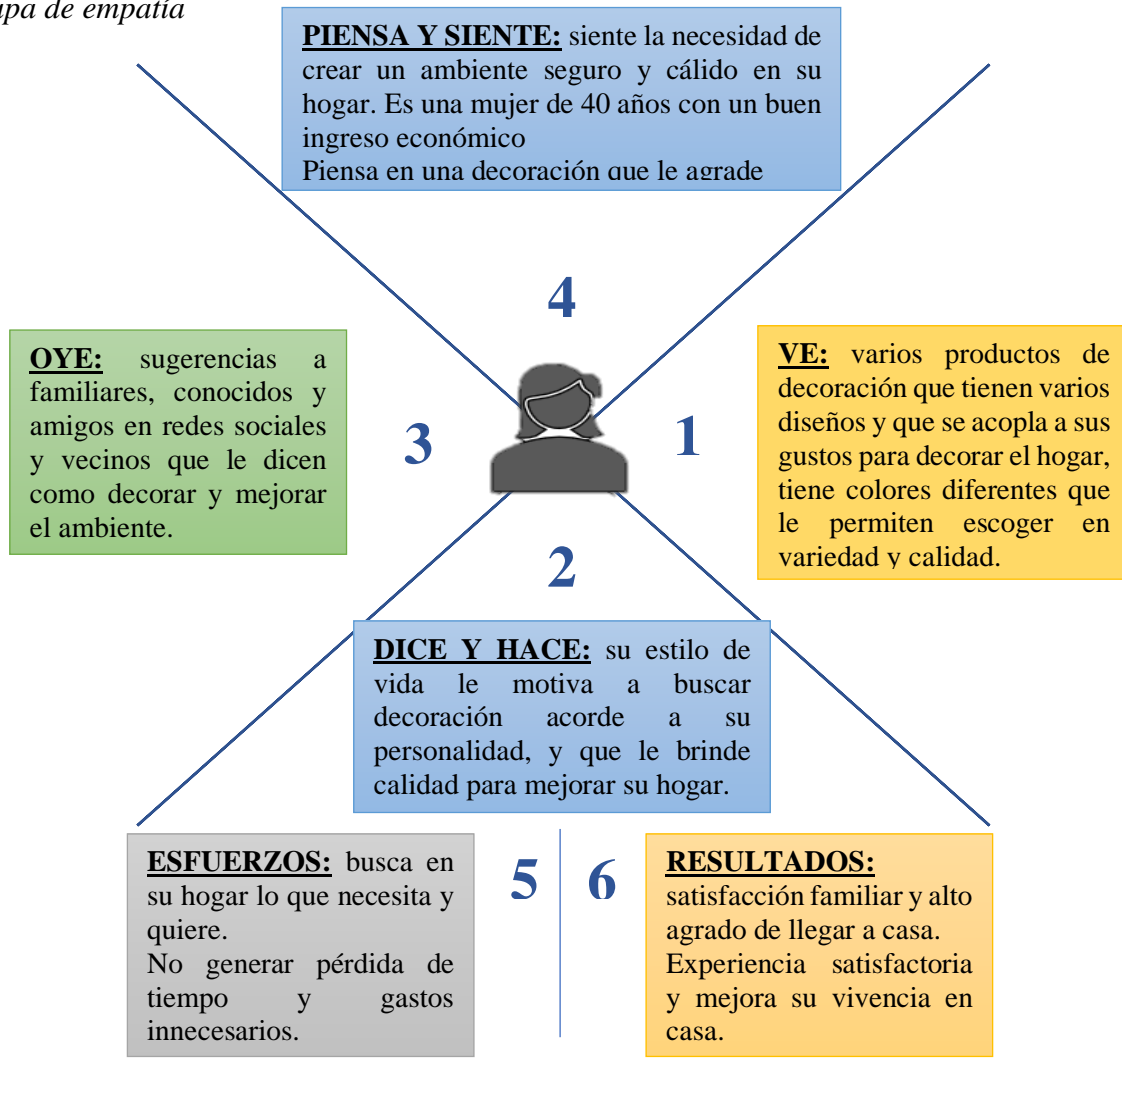 apa de empatía
PIENSA Y SIENTE: siente la necesidad de
crear un ambiente seguro y cálido en su
hogar. Es una mujer de 40 años con un buen
ingreso económico
Piensa en una decoración que le agrade
4
OYE: sugerencias a
familiares, conocidos y
amigos en redes sociales
y vecinos que le dicen
como decorar y mejorar
el ambiente.
3
1
VE: varios productos de
decoración que tienen varios
diseños y que se acopla a sus
gustos para decorar el hogar,
tiene colores diferentes que
le permiten escoger en
variedad y calidad.
2
DICE Y HACE: su estilo de
vida le motiva a buscar
decoración acorde a su
personalidad, y que le brinde
calidad para mejorar su hogar.
ESFUERZOS: busca en
su hogar lo que necesita y
quiere.
No generar pérdida de
tiempo y gastos
innecesarios.
5
6
RESULTADOS:
satisfacción familiar y alto
agrado de llegar a casa.
Experiencia satisfactoria
y mejora su vivencia en
casa.